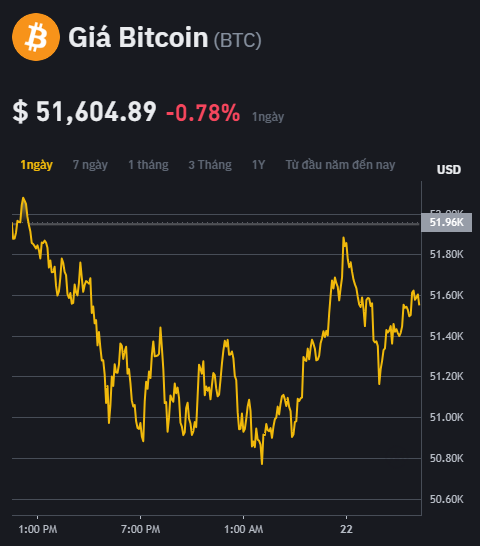 Giá Bitcoin (BTC)
$ 51,604.89 -0.78% 1ngày
1ngày 7 ngày 1 tháng 3 Tháng 1Y Từ đầu năm đến nay
USD
51.96K
51.80K
51.60K
51.40K
51.20K
51.00K
50.80K
50.60K
1:00 PM 7:00 PM 1:00 AM 22